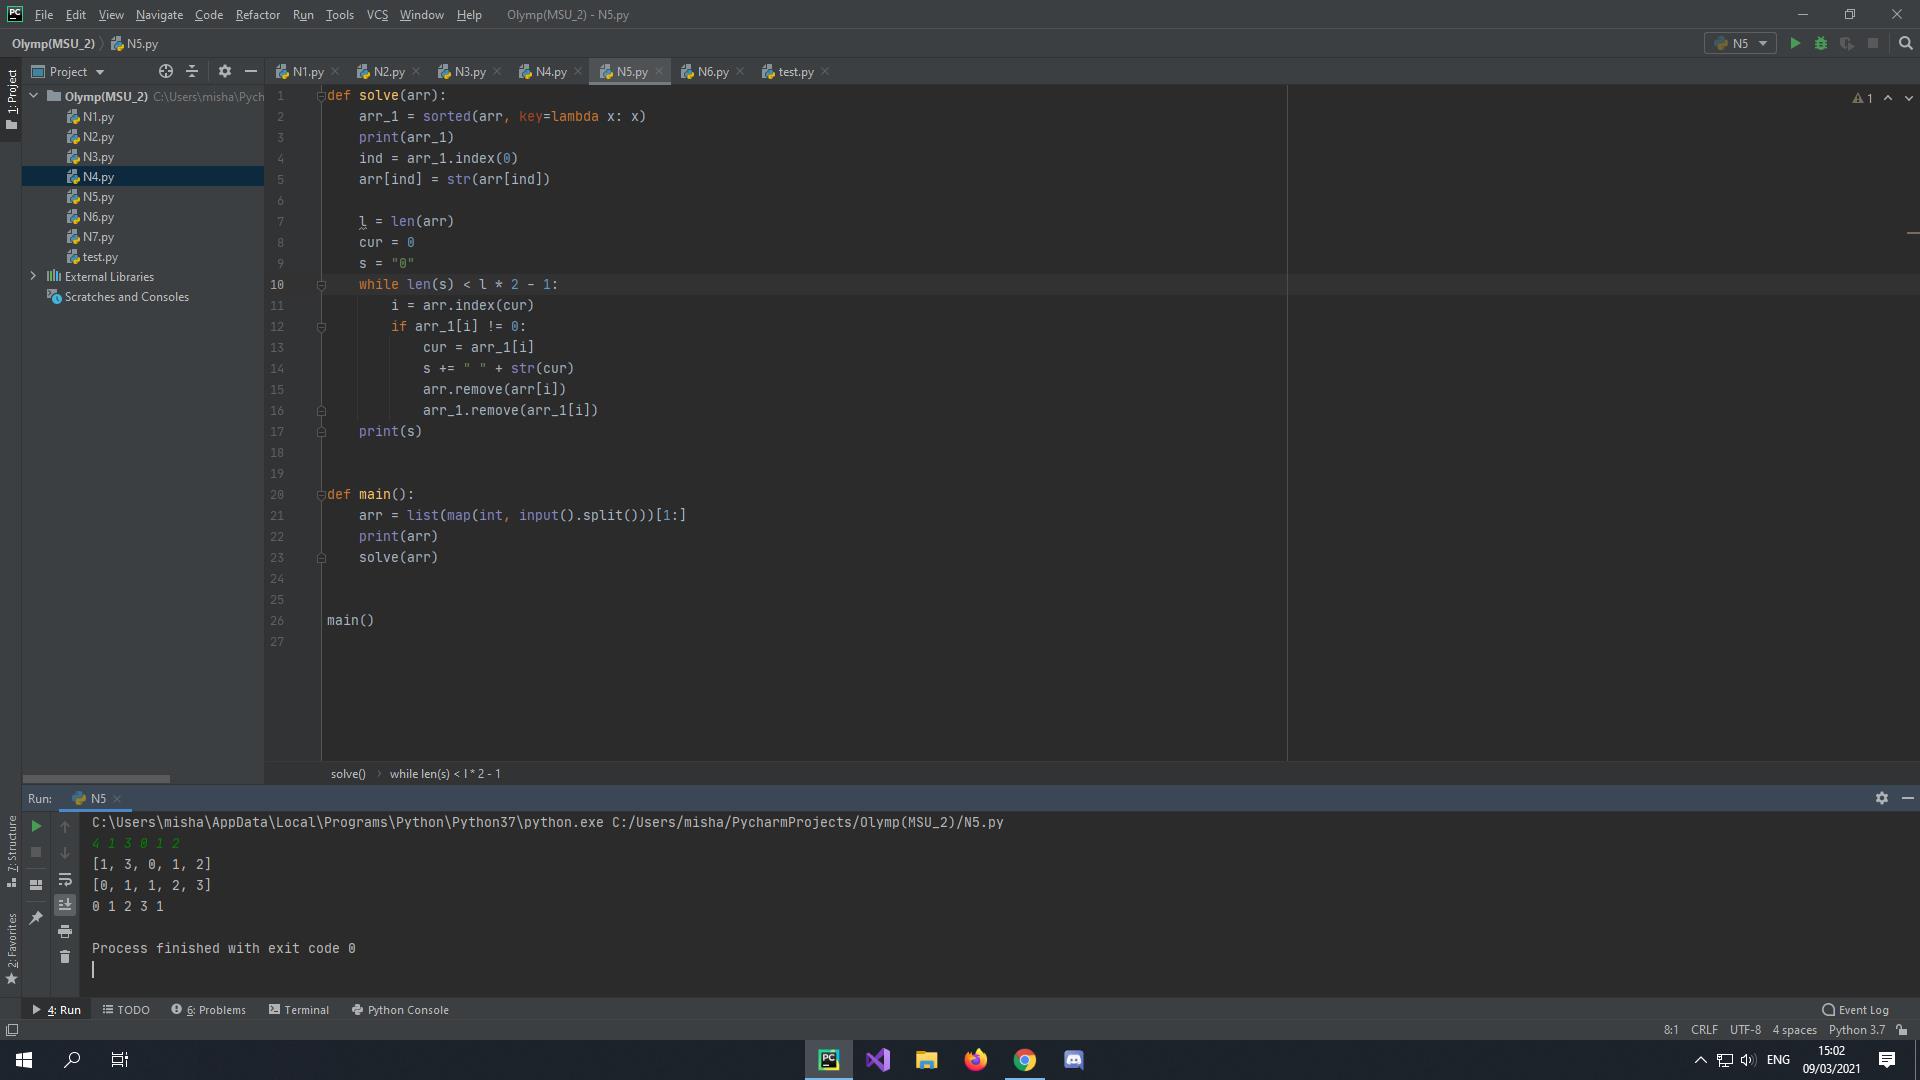 File Edit View Navigate Code Refactor Run Tools VCS Window Help Olymp(MSU_2) - N5.py
Olymp(MSU_2) N5.py N5
1: Project Project N1.py N2.py N3.py N4.py N5.py N6.py test.py
Olymp(MSU_2) C:\Users\misha\Pych
N1.py
N2.py
N3.py
N4.py
N5.py
N6.py
N7.py
test.py
External Libraries
Scratches and Consoles
1
1 def solve(arr):
2 arr_1 = sorted(arr, key=lambda x: x)
3 print(arr_1)
4 ind = arr_1.index(0)
5 arr[ind] = str(arr[ind])
6
7 l = len(arr)
8 cur = 0
9 s = "0"
10 while len(s) < l * 2 - 1:
11 i = arr.index(cur)
12 if arr_1[i] != 0:
13 cur = arr_1[i]
14 s += " " + str(cur)
15 arr.remove(arr[i])
16 arr_1.remove(arr_1[i])
17 print(s)
18
19
20 def main():
21 arr = list(map(int, input().split()))[1:]
22 print(arr)
23 solve(arr)
24
25
26 main()
27
solve() while len(s) < l * 2 - 1
Run: N5
C:\Users\misha\AppData\Local\Programs\Python\Python37\python.exe C:/Users/misha/PycharmProjects/Olymp(MSU_2)/N5.py
4 1 3 0 1 2
[1, 3, 0, 1, 2]
[0, 1, 1, 2, 3]
0 1 2 3 1
Process finished with exit code 0
7: Structure
2: Favorites
4: Run TODO 6: Problems Terminal Python Console Event Log
8:1 CRLF UTF-8 4 spaces Python 3.7
ENG 15:02
09/03/2021